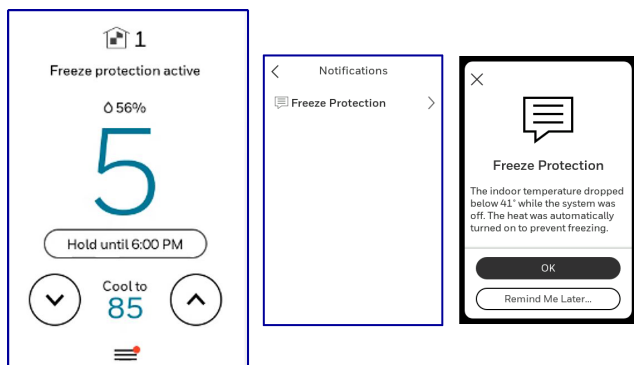 1
Freeze protection active
56%
5
Hold until 6:00 PM
Cool to
85
Notifications
Freeze Protection
Freeze Protection
The indoor temperature dropped
below 41° while the system was
off. The heat was automatically
turned on to prevent freezing.
OK
Remind Me Later...